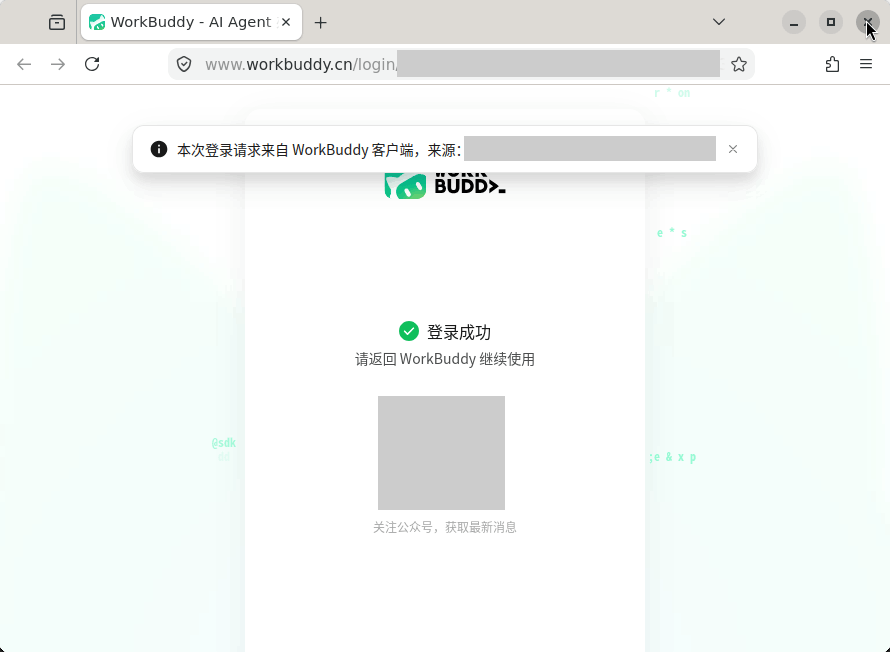 WorkBuddy - AI Agent
www.workbuddy.cn/login/
r * on
本次登录请求来自 WorkBuddy 客户端，来源：
WORK
BUDD>_
e * s
登录成功
请返回 WorkBuddy 继续使用
@sdk
;e & x p
关注公众号，获取最新消息